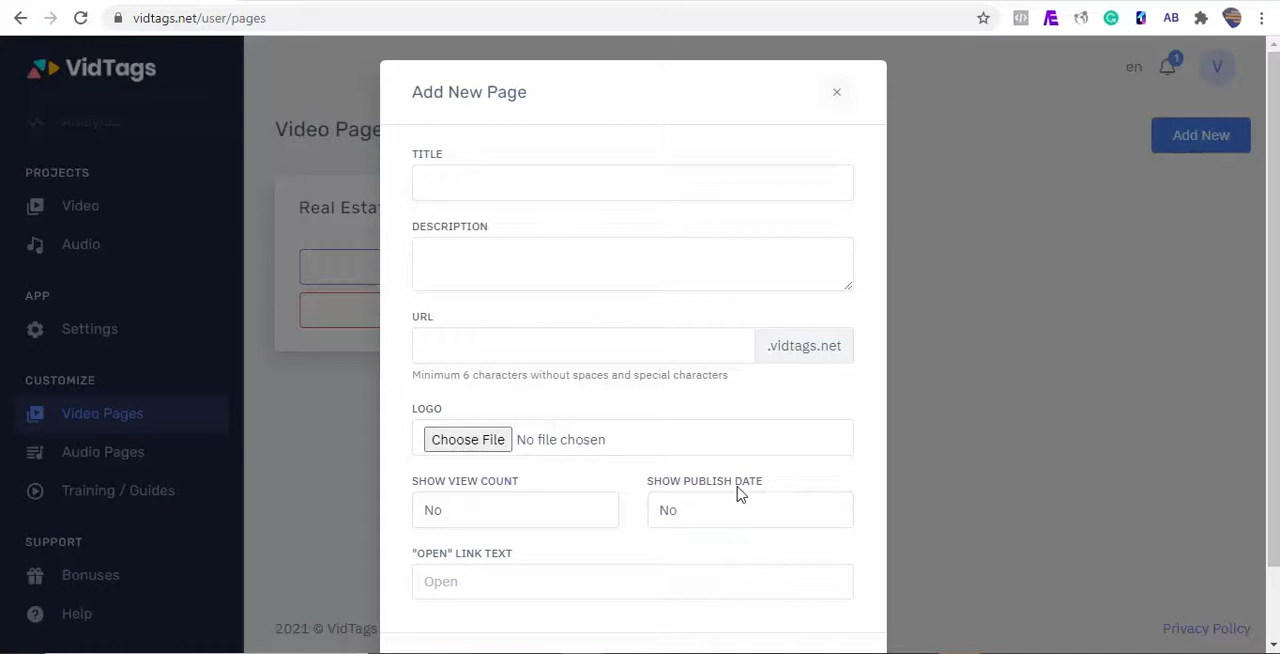 vidtags.net/user/pages
AB
VidTags
en
1
V
Analytics
PROJECTS
Video
Audio
APP
Settings
CUSTOMIZE
Video Pages
Audio Pages
Training / Guides
SUPPORT
Bonuses
Help
Video Page
Add New
Real Esta
Add New Page
TITLE
DESCRIPTION
URL
.vidtags.net
Minimum 6 characters without spaces and special characters
LOGO
Choose File No file chosen
SHOW VIEW COUNT SHOW PUBLISH DATE
No No
"OPEN" LINK TEXT
Open
2021 © VidTags
Privacy Policy